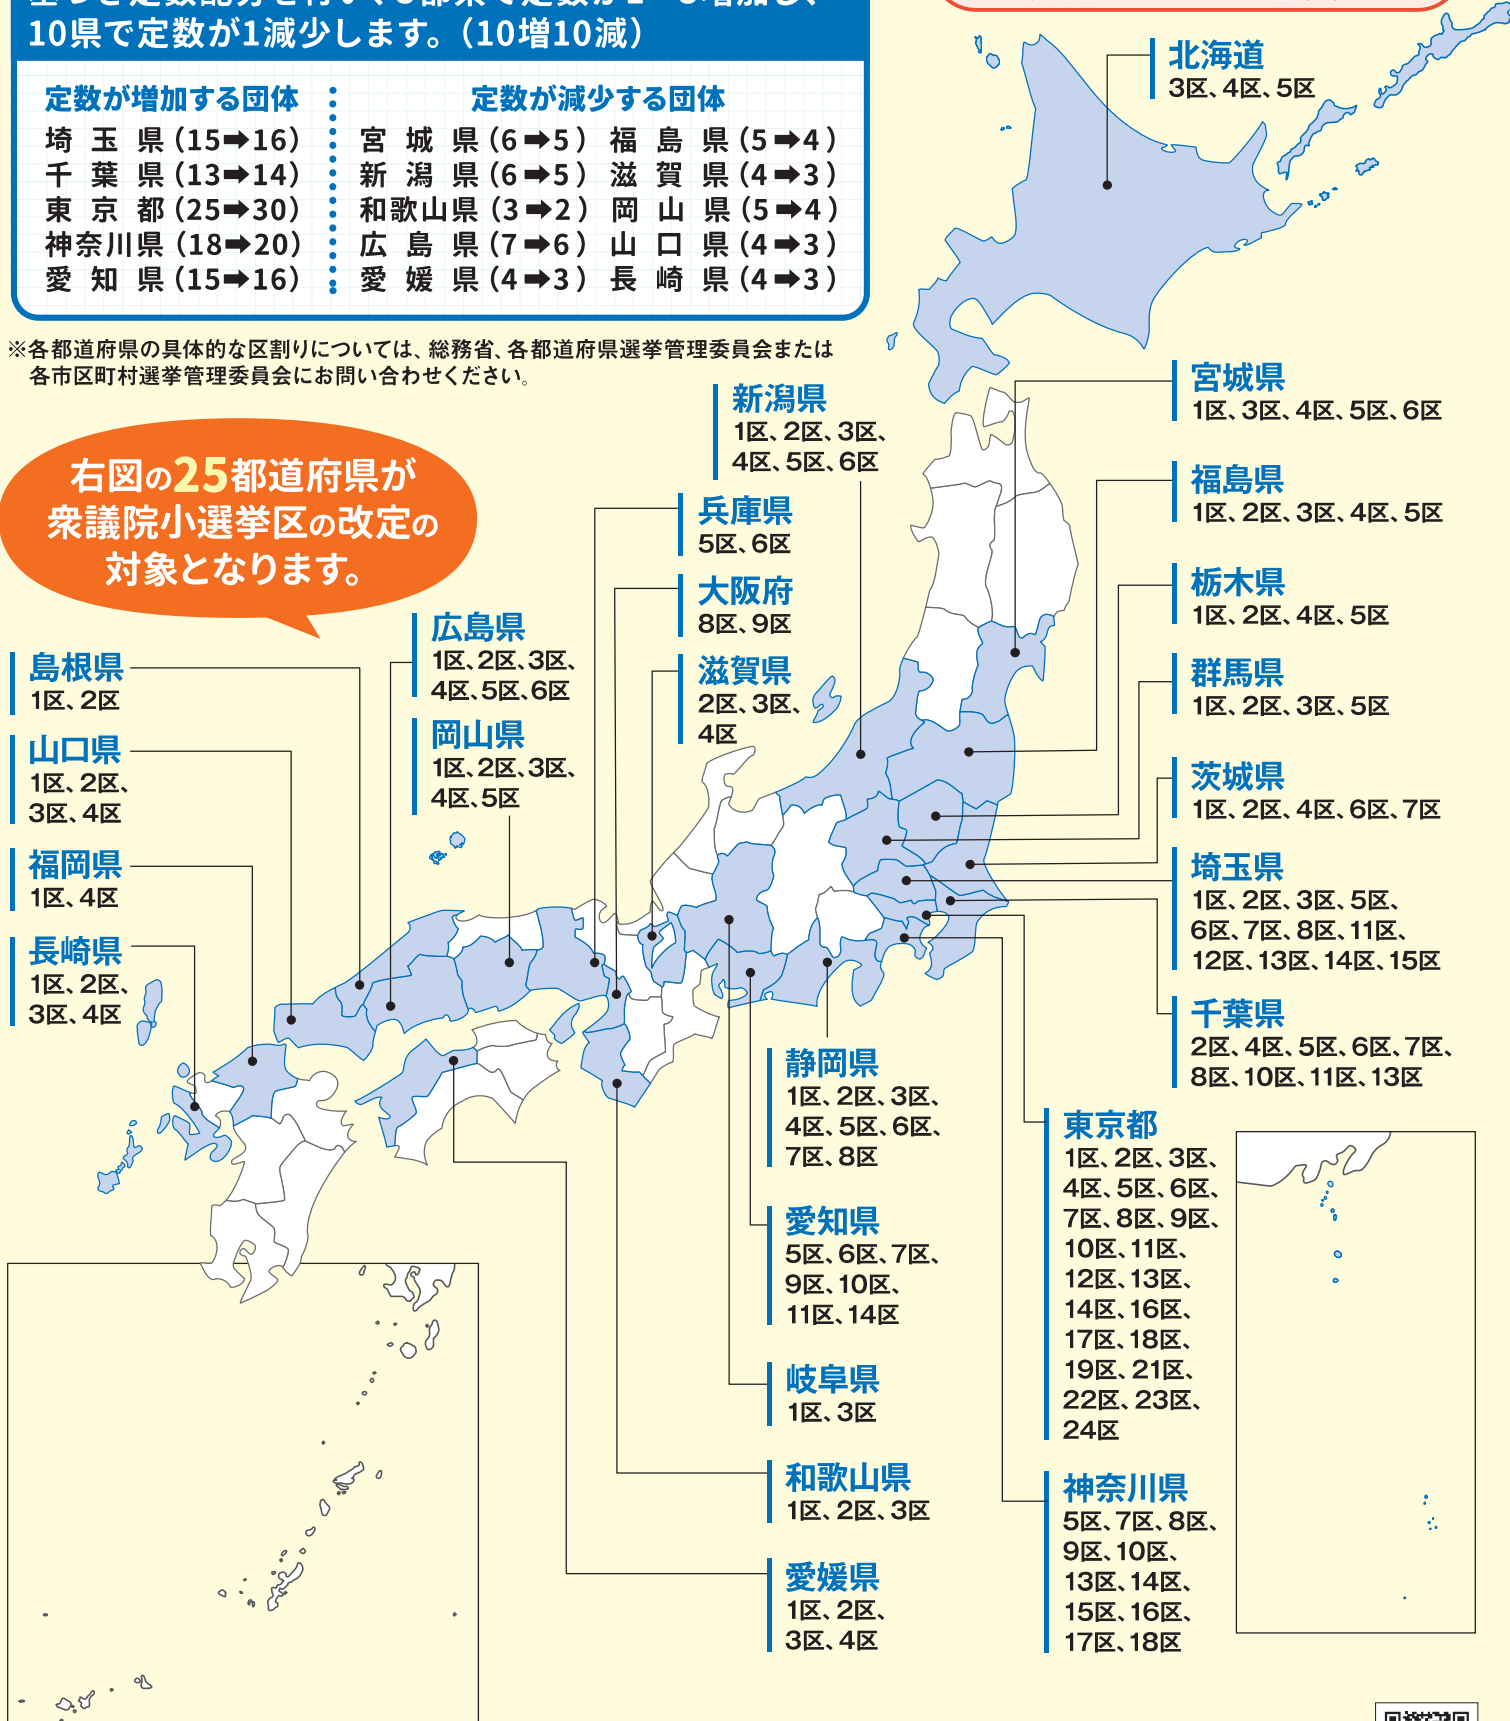 10県で定数が1減少します。（10増10減）
定数が増加する団体
埼玉県（15➡16）
千葉県（13➡14）
東京都（25➡30）
神奈川県（18➡20）
愛知県（15➡16）
定数が減少する団体
宮城県（6➡5） 福島県（5➡4）
新潟県（6➡5） 滋賀県（4➡3）
和歌山県（3➡2） 岡山県（5➡4）
広島県（7➡6） 山口県（4➡3）
愛媛県（4➡3） 長崎県（4➡3）
※各都道府県の具体的な区割りについては、総務省、各都道府県選挙管理委員会または
各市区町村選挙管理委員会にお問い合わせください。
右図の25都道府県が
衆議院小選挙区の改定の
対象となります。
北海道
3区、4区、5区
宮城県
1区、3区、4区、5区、6区
福島県
1区、2区、3区、4区、5区
栃木県
1区、2区、4区、5区
群馬県
1区、2区、3区、5区
茨城県
1区、2区、4区、6区、7区
埼玉県
1区、2区、3区、5区、
6区、7区、8区、11区、
12区、13区、14区、15区
千葉県
2区、4区、5区、6区、7区、
8区、10区、11区、13区
東京都
1区、2区、3区、
4区、5区、6区、
7区、8区、9区、
10区、11区、
12区、13区、
14区、16区、
17区、18区、
19区、21区、
22区、23区、
24区
神奈川県
5区、7区、8区、
9区、10区、
13区、14区、
15区、16区、
17区、18区
新潟県
1区、2区、3区、
4区、5区、6区
兵庫県
5区、6区
大阪府
8区、9区
滋賀県
2区、3区、
4区
広島県
1区、2区、3区、
4区、5区、6区
岡山県
1区、2区、3区、
4区、5区
島根県
1区、2区
山口県
1区、2区、
3区、4区
福岡県
1区、4区
長崎県
1区、2区、
3区、4区
静岡県
1区、2区、3区、
4区、5区、6区、
7区、8区
愛知県
5区、6区、7区、
9区、10区、
11区、14区
岐阜県
1区、3区
和歌山県
1区、2区、3区
愛媛県
1区、2区、
3区、4区